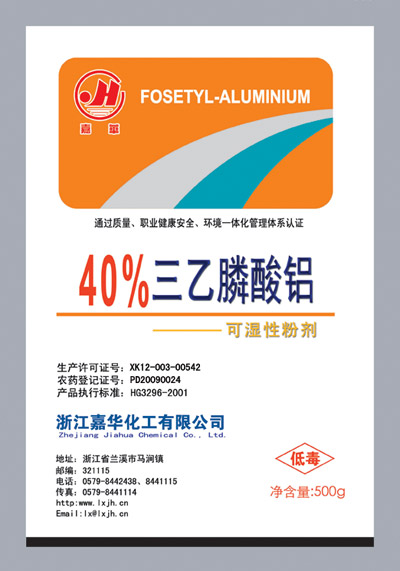 JH
FOSETYL-ALUMINIUM
嘉华
通过质量、职业健康安全、环境一体化管理体系认证
40%三乙膦酸铝
可湿性粉剂
生产许可证号：XK12-003-00542
农药登记证号：PD20090024
产品执行标准：HG3296-2001
浙江嘉华化工有限公司
Zhejiang Jiahua Chemical Co., Ltd.
地址：浙江省兰溪市马涧镇
邮编：321115
电话：0579-8442438、8441115
传真：0579-8441114
http:www.lxjh.cn
Email:lx@lxjh.cn
低毒
净含量:500g